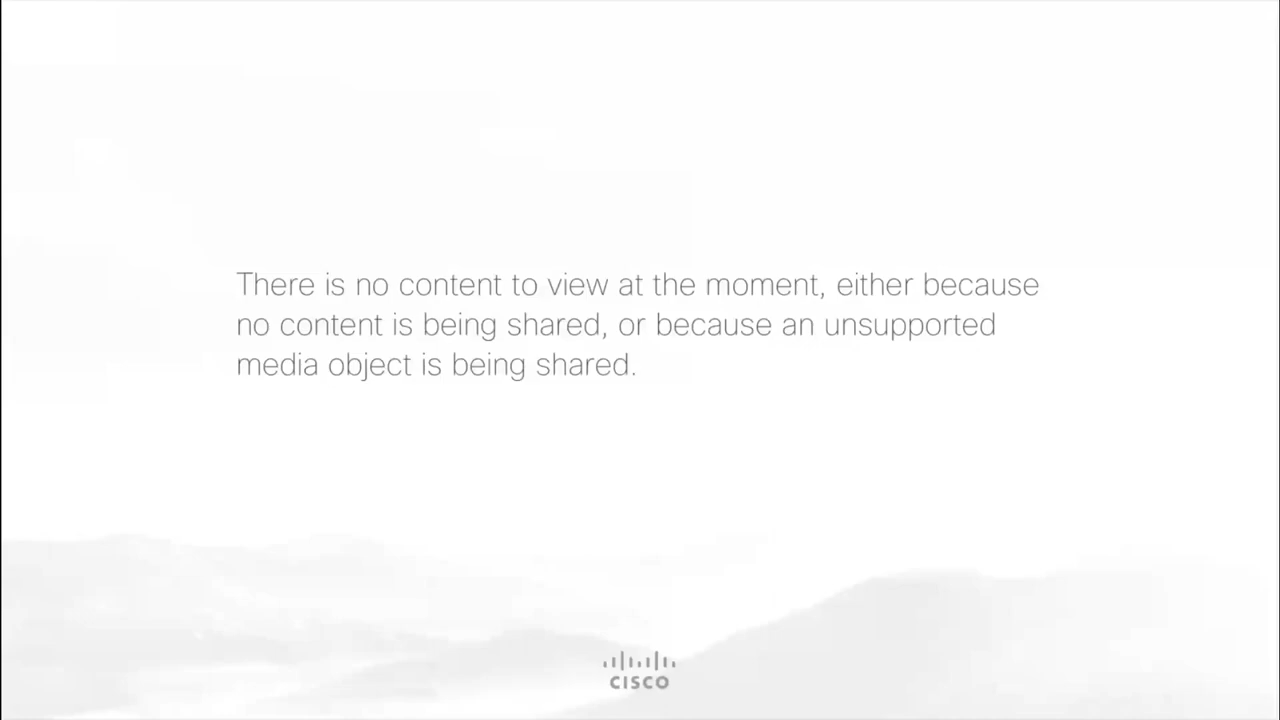 There is no content to view at the moment, either because
no content is being shared, or because an unsupported
media object is being shared.
CISCO